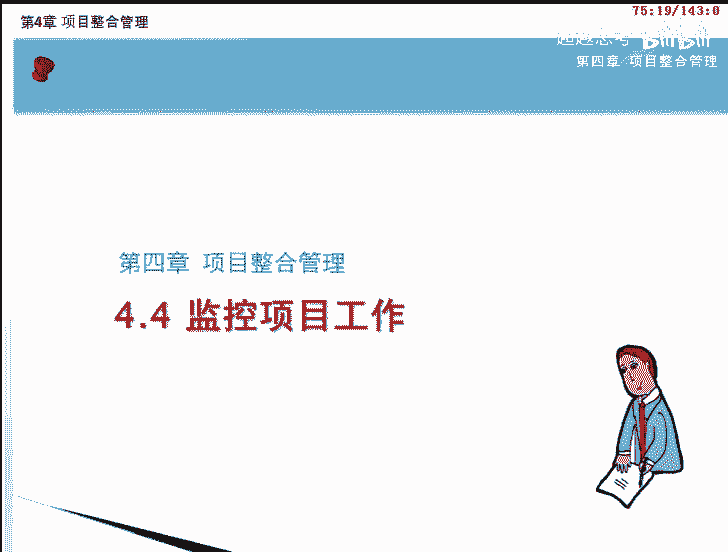 第4章 项目整合管理
75:19/143:0
bilibili
第四章 项目整合管理
第四章 项目整合管理
4.4 监控项目工作